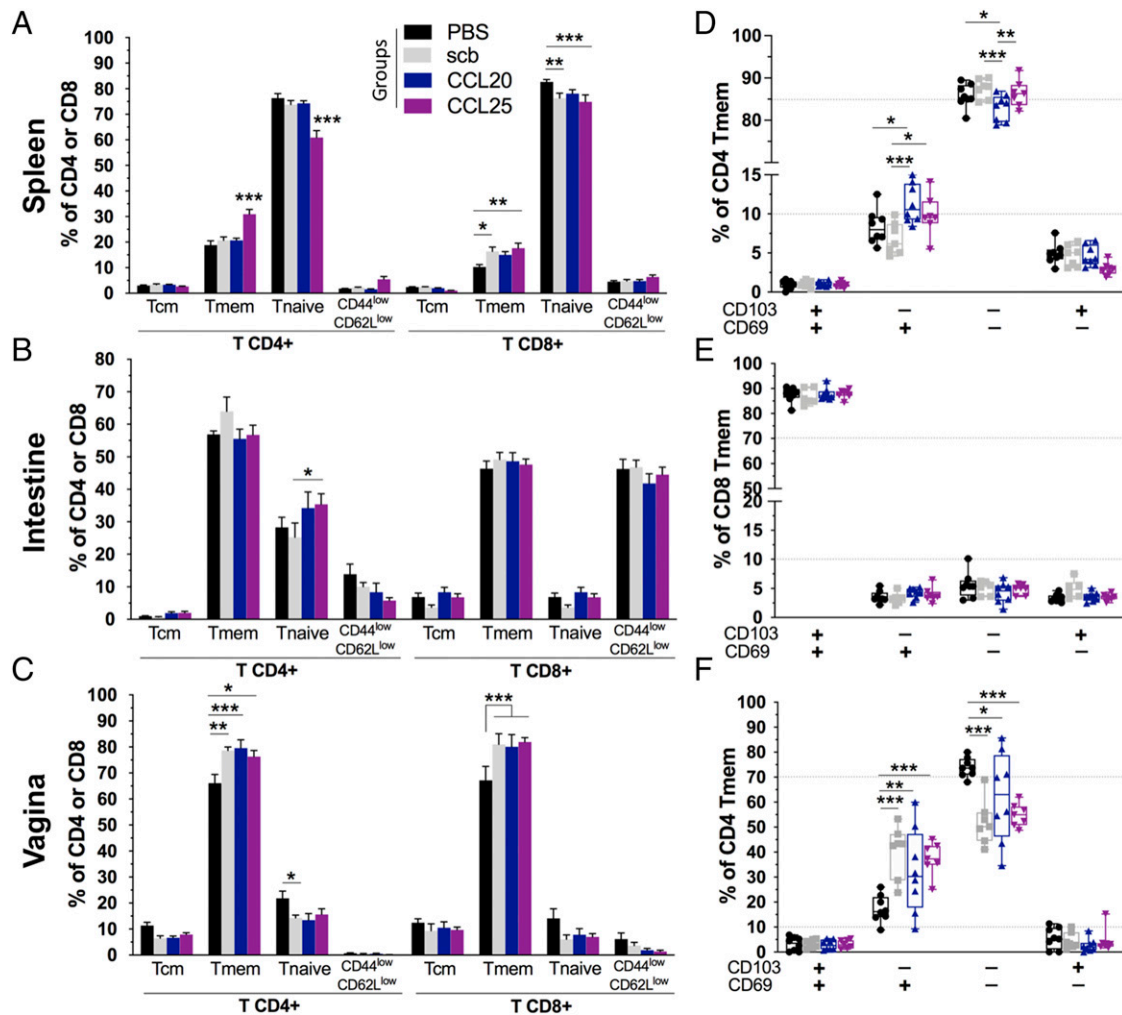 A
Spleen
% of CD4 or CD8
100
90
80
70
60
50
40
30
20
10
0
Groups
PBS
scb
CCL20
CCL25
***
***
*
**
**
***
Tcm
Tmem
Tnaive
CD44low
CD62Llow
Tcm
Tmem
Tnaive
CD44low
CD62Llow
T CD4+
T CD8+
B
Intestine
% of CD4 or CD8
80
70
60
50
40
30
20
10
0
*
Tcm
Tmem
Tnaive
CD44low
CD62Llow
Tcm
Tmem
Tnaive
CD44low
CD62Llow
T CD4+
T CD8+
C
Vagina
% of CD4 or CD8
100
90
80
70
60
50
40
30
20
10
0
*
***
**
*
***
Tcm
Tmem
Tnaive
CD44low
CD62Llow
Tcm
Tmem
Tnaive
CD44low
CD62Llow
T CD4+
T CD8+
D
% of CD4 Tmem
100
90
80
15
10
5
0
*
*
***
*
**
***
CD103 + − − +
CD69 + + − −
E
% of CD8 Tmem
100
90
80
70
60
50
20
15
10
5
0
CD103 + − − +
CD69 + + − −
F
% of CD4 Tmem
100
90
80
70
60
50
40
30
20
10
0
***
**
***
***
*
***
CD103 + − − +
CD69 + + − −